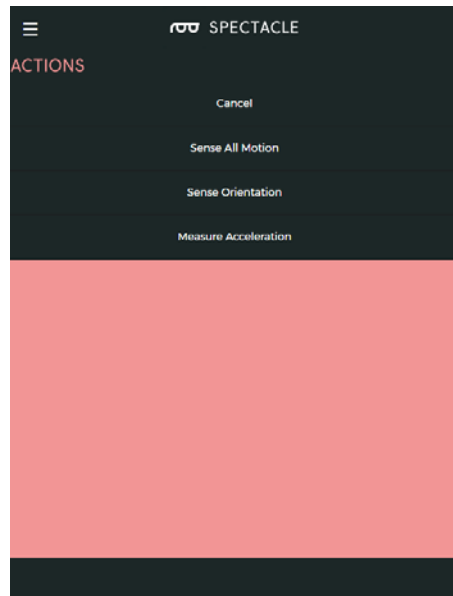 SPECTACLE
ACTIONS
Cancel
Sense All Motion
Sense Orientation
Measure Acceleration